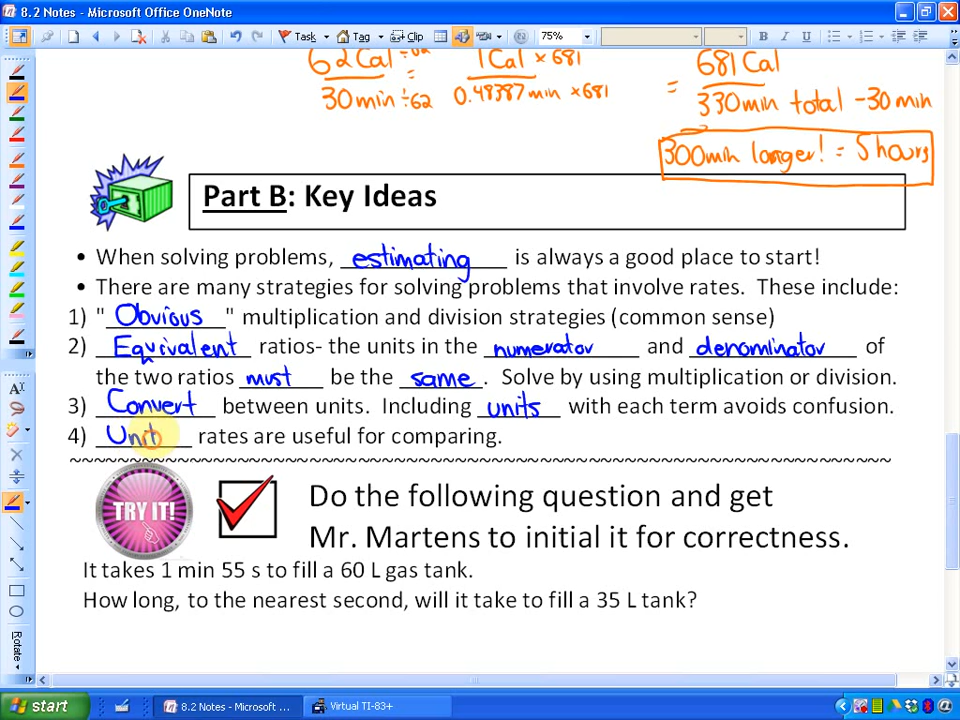 8.2 Notes - Microsoft Office OneNote
Task Tag Clip 75% B I U
62 Cal ÷62 = 1 Cal × 681 = 681 Cal
30 min ÷62 0.48387 min × 681 330 min total - 30 min
300 min longer! = 5 hours
Part B: Key Ideas
• When solving problems, estimating is always a good place to start!
• There are many strategies for solving problems that involve rates. These include:
1) "Obvious" multiplication and division strategies (common sense)
2) Equivalent ratios- the units in the numerator and denominator of
the two ratios must be the same. Solve by using multiplication or division.
3) Convert between units. Including units with each term avoids confusion.
4) Unit rates are useful for comparing.
~~~~~~~~~~~~~~~~~~~~~~~~~~~~~~~~~~~~~~~~~~~~~~~~~~~~~~~~~~~~~~~~~~~~
TRY IT!
Do the following question and get
Mr. Martens to initial it for correctness.
It takes 1 min 55 s to fill a 60 L gas tank.
How long, to the nearest second, will it take to fill a 35 L tank?
Rotate
start 8.2 Notes - Microsoft ... Virtual TI-83+ 2:07 PM